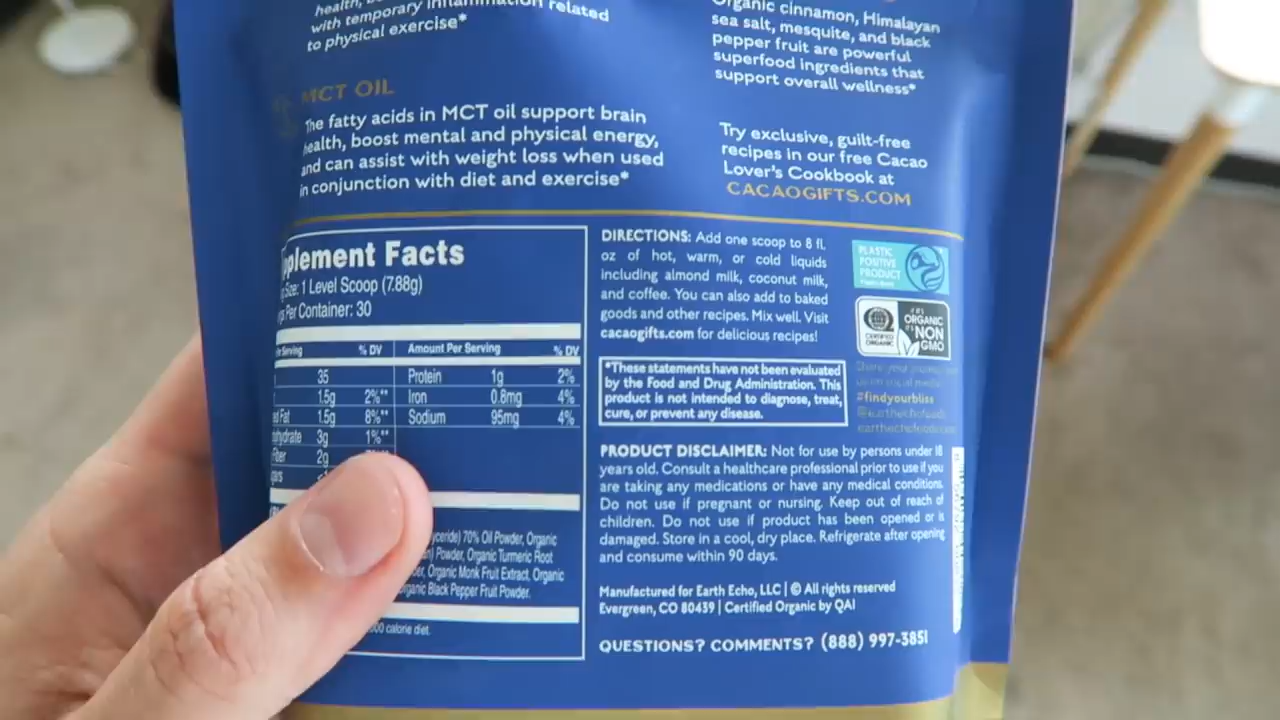 with temporary inflammation related
to physical exercise*
MCT OIL
The fatty acids in MCT oil support brain
health, boost mental and physical energy,
and can assist with weight loss when used
in conjunction with diet and exercise*
Organic cinnamon, Himalayan
sea salt, mesquite, and black
pepper fruit are powerful
superfood ingredients that
support overall wellness*
Try exclusive, guilt-free
recipes in our free Cacao
Lover's Cookbook at
CACAOGIFTS.COM
Facts
Size: 1 Level Scoop (7.88g)
Per Container: 30
Serving % DV Amount Per Serving % DV
35 Protein 1g 2%
1.5g 2%** Iron 0.8mg 4%
Fat 1.5g 8%** Sodium 95mg 4%
3g 1%**
Fiber 2g
70% Oil Powder, Organic
Powder, Organic Turmeric Root
Organic Monk Fruit Extract, Organic
Black Pepper Fruit Powder.
calorie diet.
DIRECTIONS: Add one scoop to 8 fl.
oz of hot, warm, or cold liquids
including almond milk, coconut milk,
and coffee. You can also add to baked
goods and other recipes. Mix well. Visit
cacaogifts.com for delicious recipes!
PLASTIC
POSITIVE
PRODUCT
CERTIFIED
ORGANIC
IF IT'S
ORGANIC
IT'S NON
GMO
*These statements have not been evaluated
by the Food and Drug Administration. This
product is not intended to diagnose, treat,
cure, or prevent any disease.
#findyourbliss
PRODUCT DISCLAIMER: Not for use by persons under 18
years old. Consult a healthcare professional prior to use if you
are taking any medications or have any medical conditions.
Do not use if pregnant or nursing. Keep out of reach of
children. Do not use if product has been opened or is
damaged. Store in a cool, dry place. Refrigerate after opening
and consume within 90 days.
Manufactured for Earth Echo, LLC | © All rights reserved
Evergreen, CO 80439 | Certified Organic by QAI
QUESTIONS? COMMENTS? (888) 997-3851